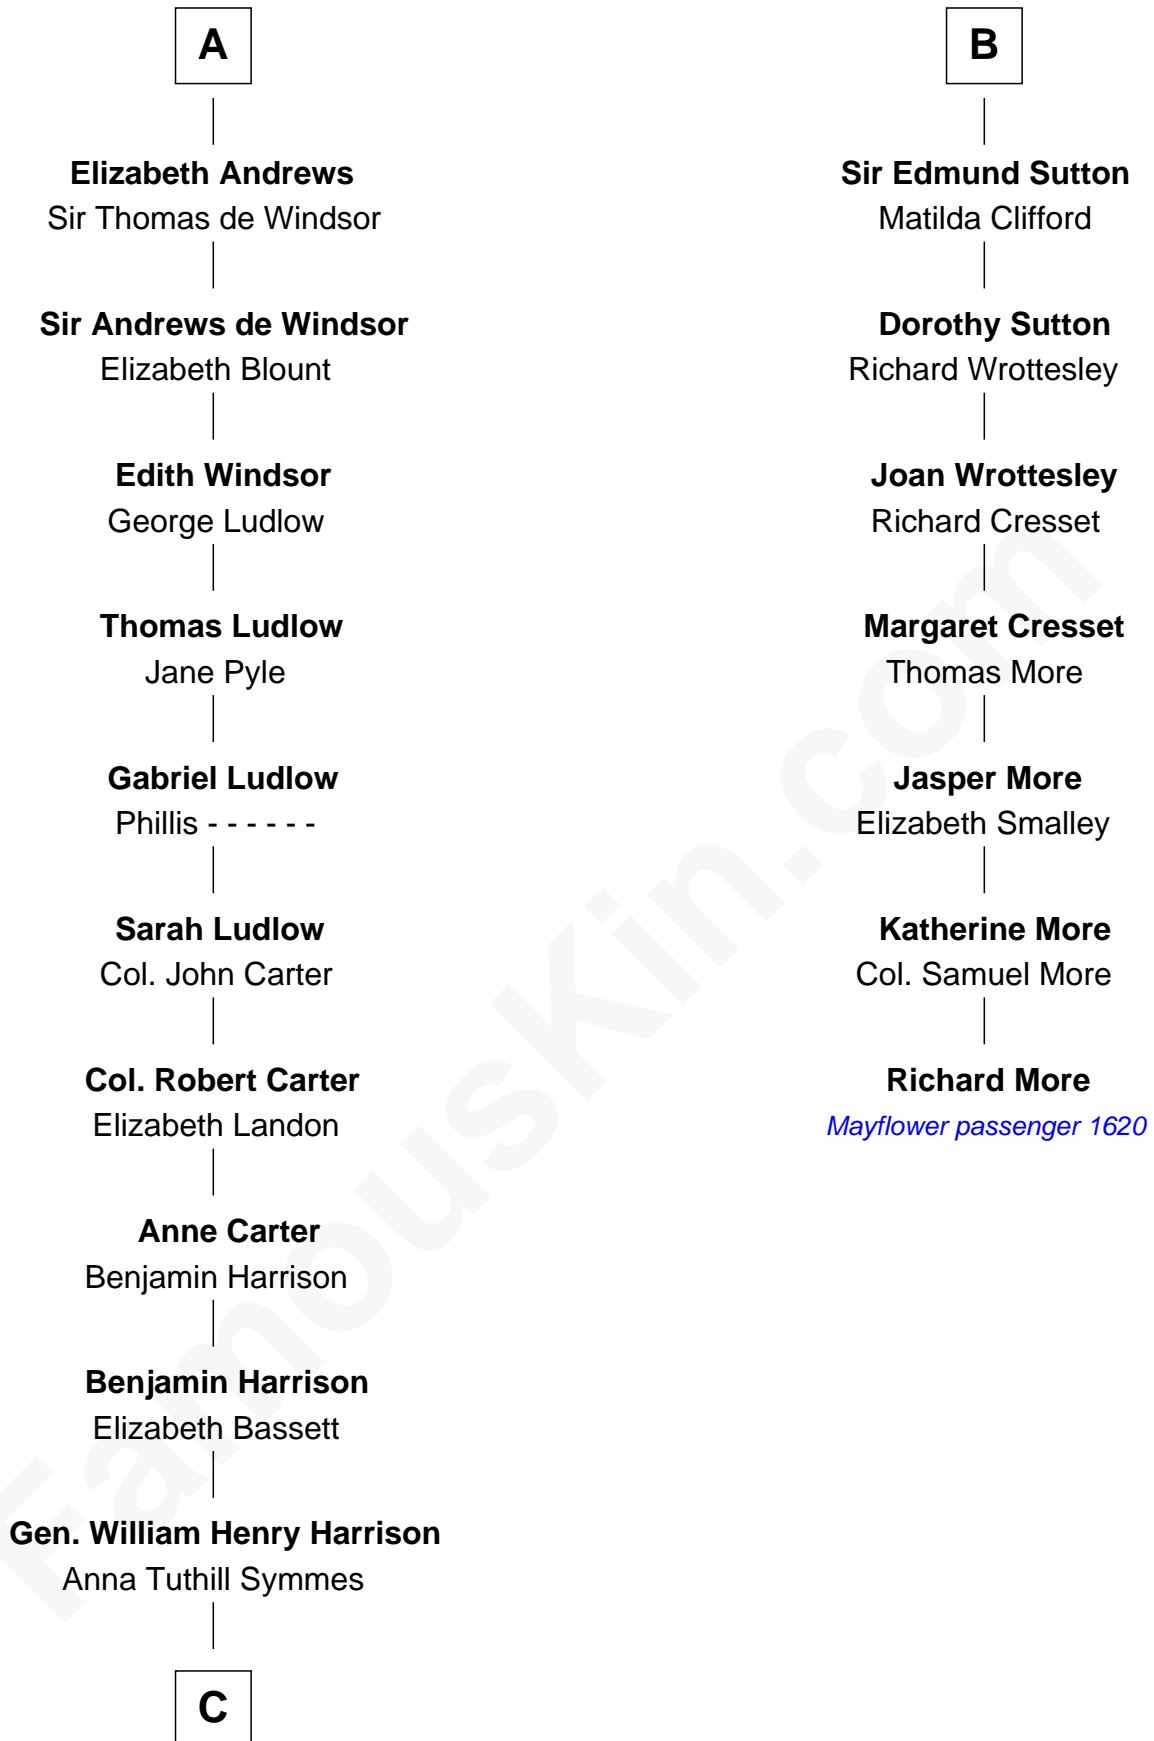 A
Elizabeth Andrews
Sir Thomas de Windsor
Sir Andrews de Windsor
Elizabeth Blount
Edith Windsor
George Ludlow
Thomas Ludlow
Jane Pyle
Gabriel Ludlow
Phillis - - - - - -
Sarah Ludlow
Col. John Carter
Col. Robert Carter
Elizabeth Landon
Anne Carter
Benjamin Harrison
Benjamin Harrison
Elizabeth Bassett
Gen. William Henry Harrison
Anna Tuthill Symmes
C
B
Sir Edmund Sutton
Matilda Clifford
Dorothy Sutton
Richard Wrottesley
Joan Wrottesley
Richard Cresset
Margaret Cresset
Thomas More
Jasper More
Elizabeth Smalley
Katherine More
Col. Samuel More
Richard More
Mayflower passenger 1620
FamousKin.com